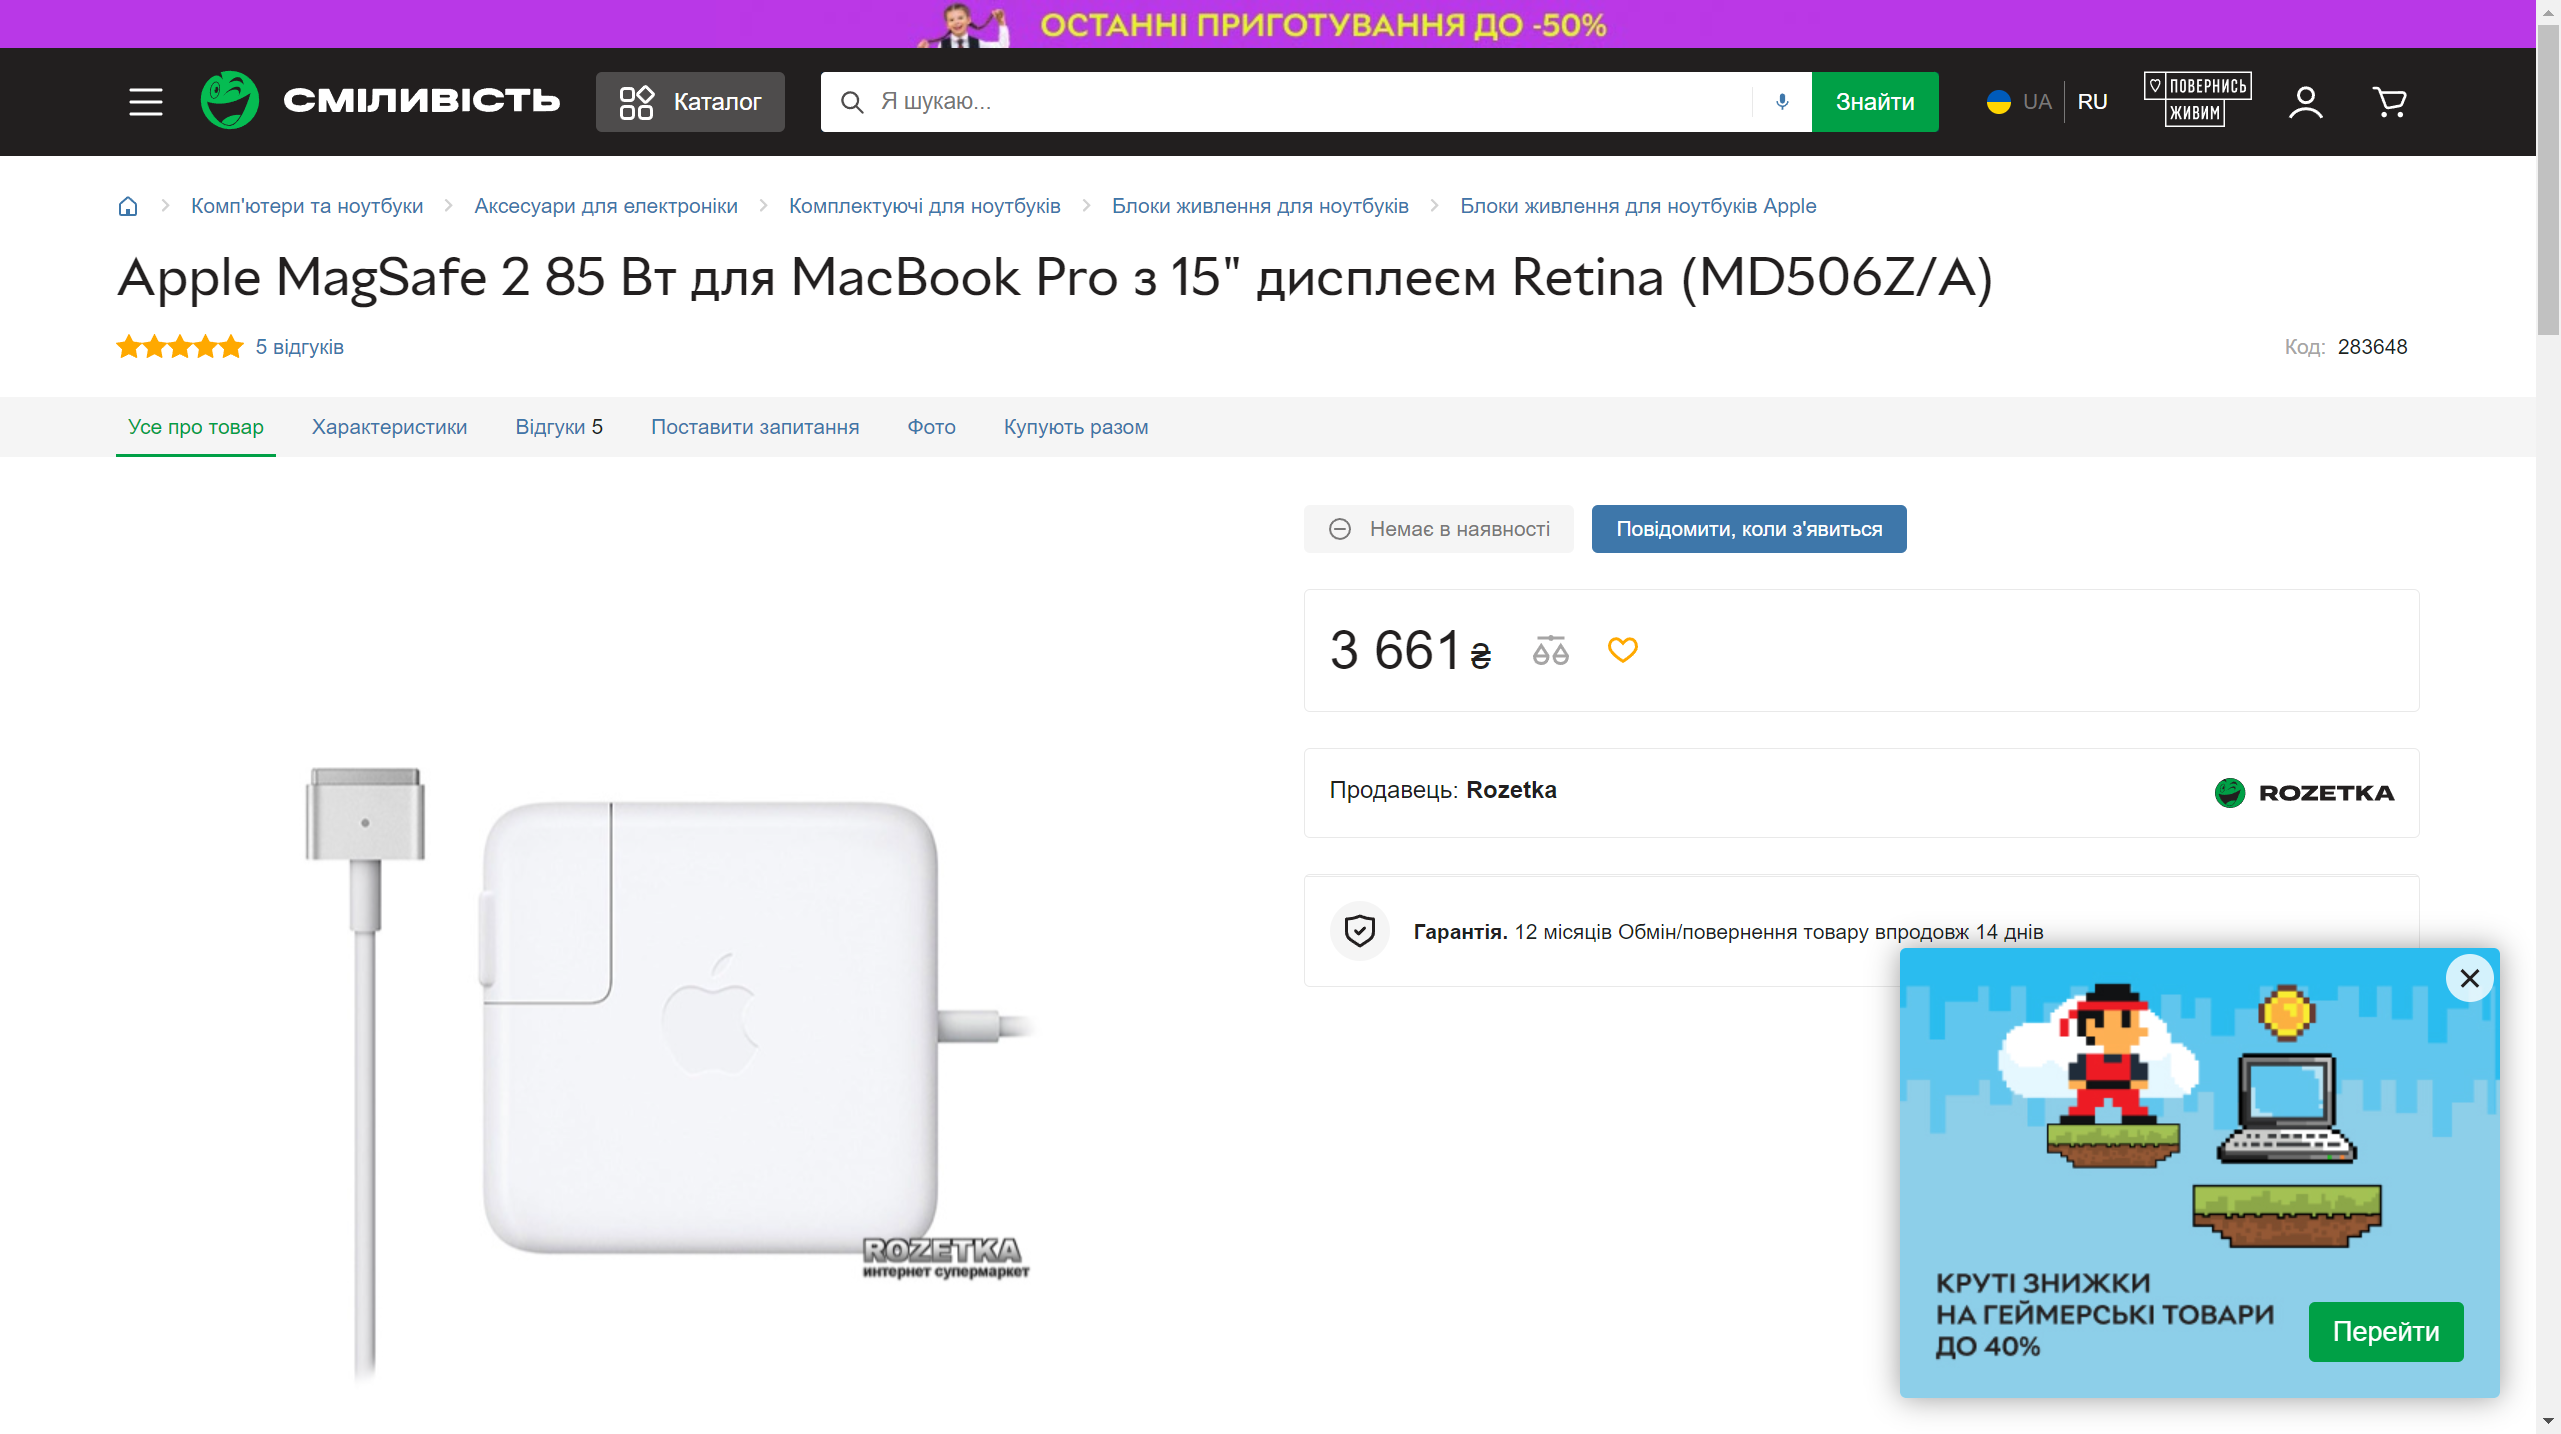 ОСТАННІ ПРИГОТУВАННЯ ДО -50%
СМІЛИВІСТЬ
Каталог
Я шукаю...
Знайти
UA
RU
ПОВЕРНИСЬ
ЖИВИМ
Комп'ютери та ноутбуки
Аксесуари для електроніки
Комплектуючі для ноутбуків
Блоки живлення для ноутбуків
Блоки живлення для ноутбуків Apple
Apple MagSafe 2 85 Вт для MacBook Pro з 15" дисплеєм Retina (MD506Z/A)
5 відгуків
Код: 283648
Усе про товар
Характеристики
Відгуки 5
Поставити запитання
Фото
Купують разом
Немає в наявності
Повідомити, коли з'явиться
3 661 ₴
Продавець: Rozetka
ROZETKA
Гарантія. 12 місяців Обмін/повернення товару впродовж 14 днів
ROZETKA
интернет супермаркет
КРУТІ ЗНИЖКИ
НА ГЕЙМЕРСЬКІ ТОВАРИ
ДО 40%
Перейти